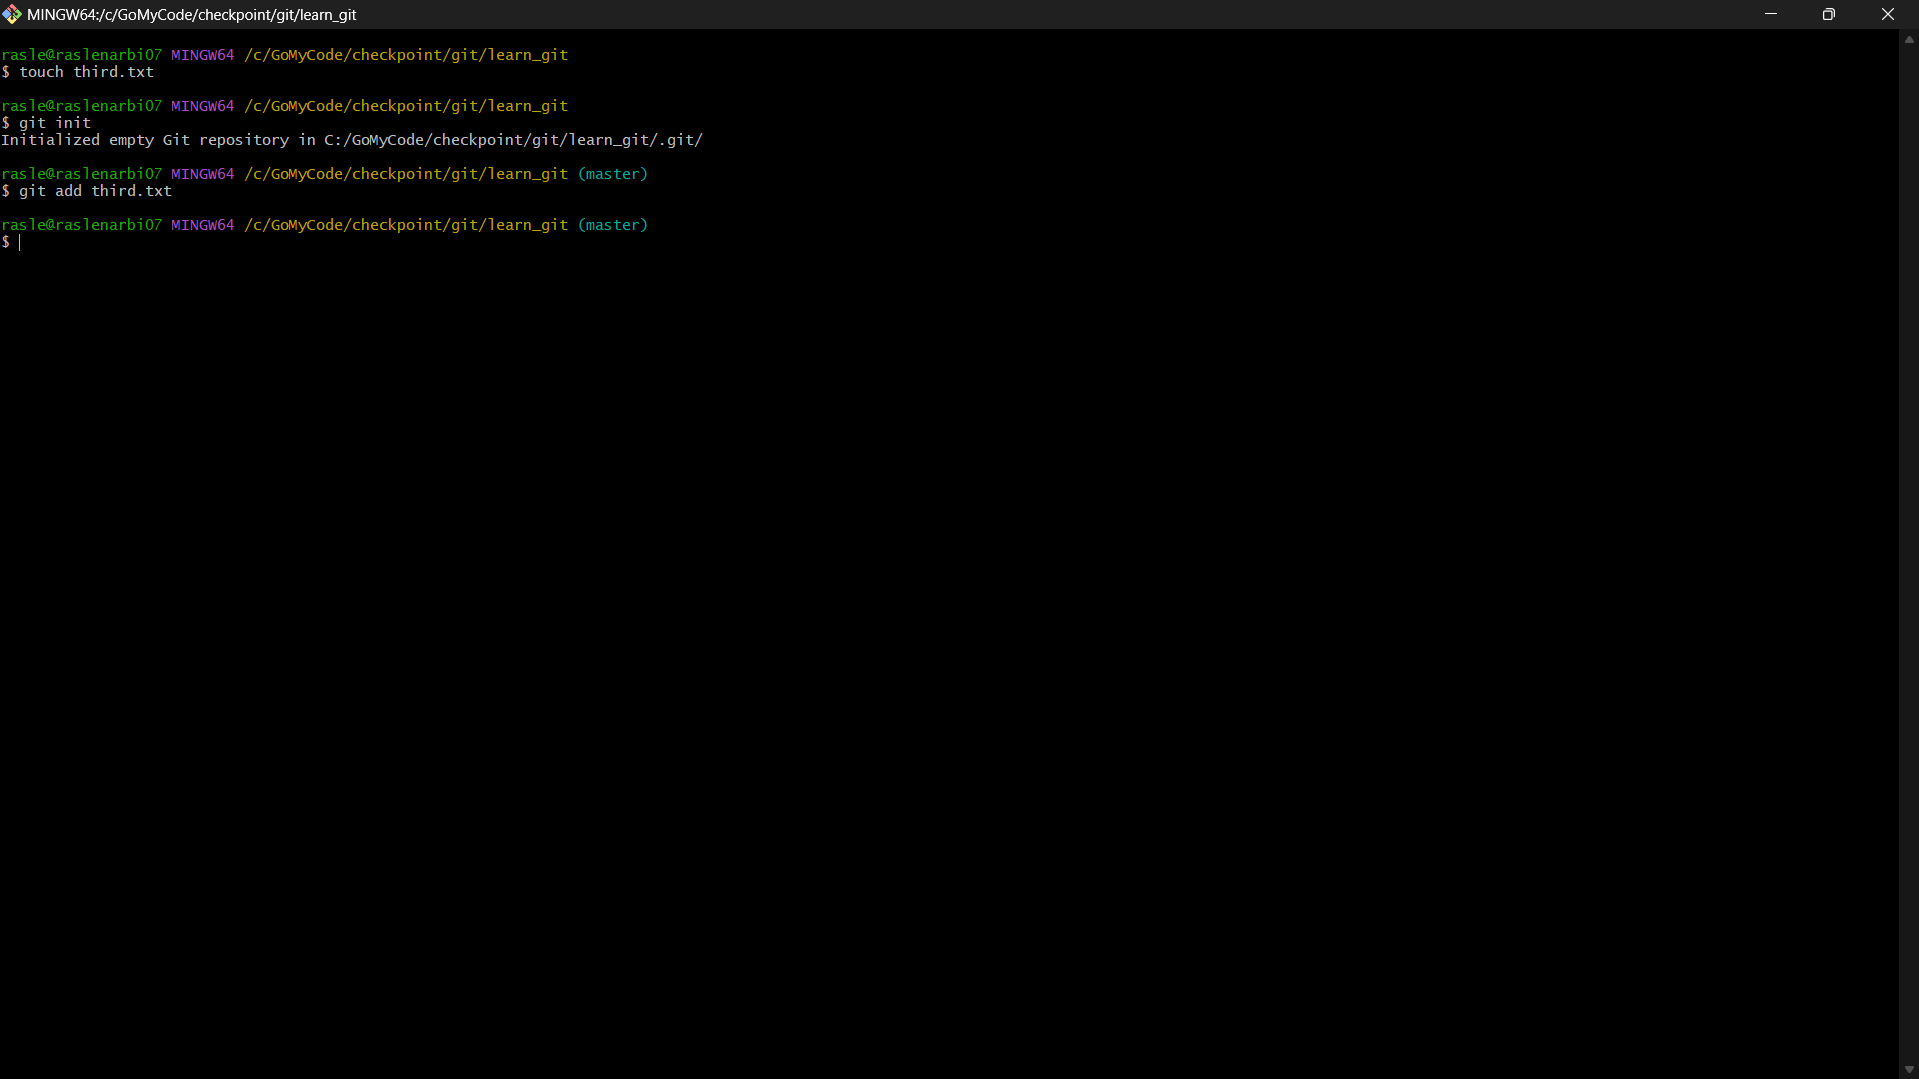 MINGW64:/c/GoMyCode/checkpoint/git/learn_git
rasle@raslenarbi07 MINGW64 /c/GoMyCode/checkpoint/git/learn_git
$ touch third.txt
rasle@raslenarbi07 MINGW64 /c/GoMyCode/checkpoint/git/learn_git
$ git init
Initialized empty Git repository in C:/GoMyCode/checkpoint/git/learn_git/.git/
rasle@raslenarbi07 MINGW64 /c/GoMyCode/checkpoint/git/learn_git (master)
$ git add third.txt
rasle@raslenarbi07 MINGW64 /c/GoMyCode/checkpoint/git/learn_git (master)
$